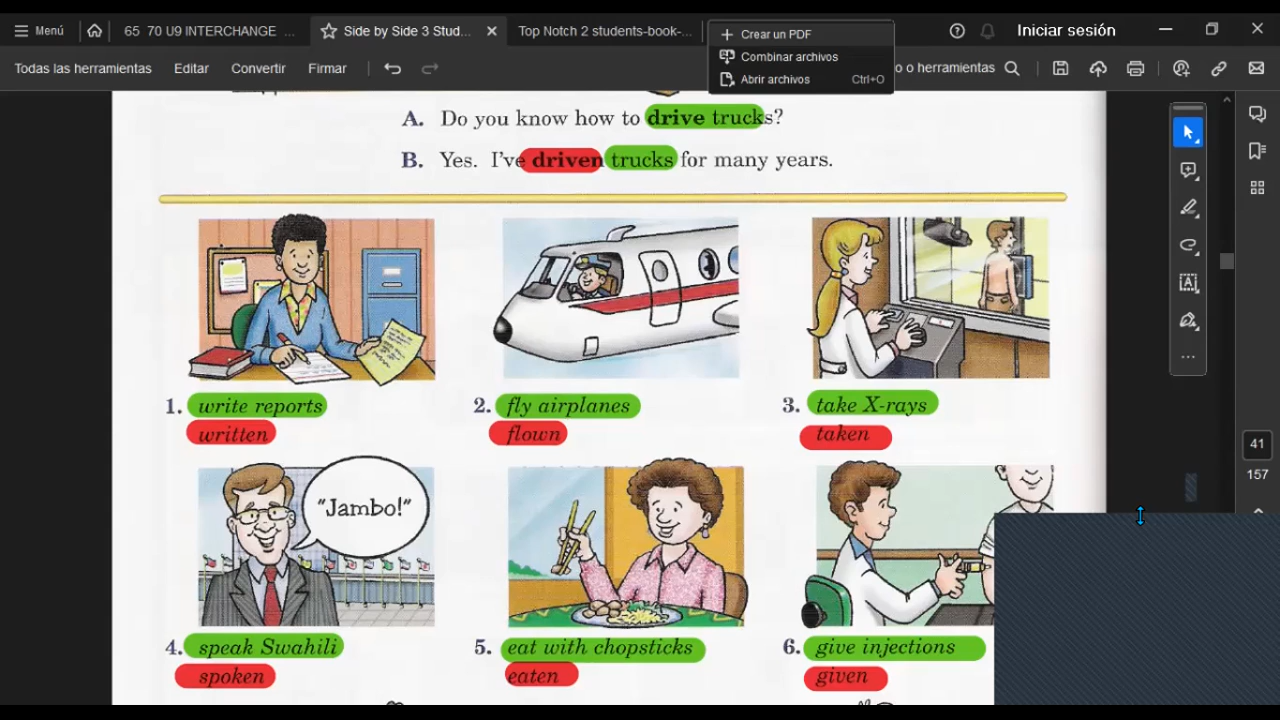 Menú
65 70 U9 INTERCHANGE ...
Side by Side 3 Stud...
Top Notch 2 students-book-...
Crear un PDF
Combinar archivos
Abrir archivos Ctrl+O
Iniciar sesión
Todas las herramientas
Editar
Convertir
Firmar
o o herramientas
A. Do you know how to drive trucks?
B. Yes. I've driven trucks for many years.
1. write reports
written
2. fly airplanes
flown
3. take X-rays
taken
41
157
"Jambo!"
4. speak Swahili
spoken
5. eat with chopsticks
eaten
6. give injections
given